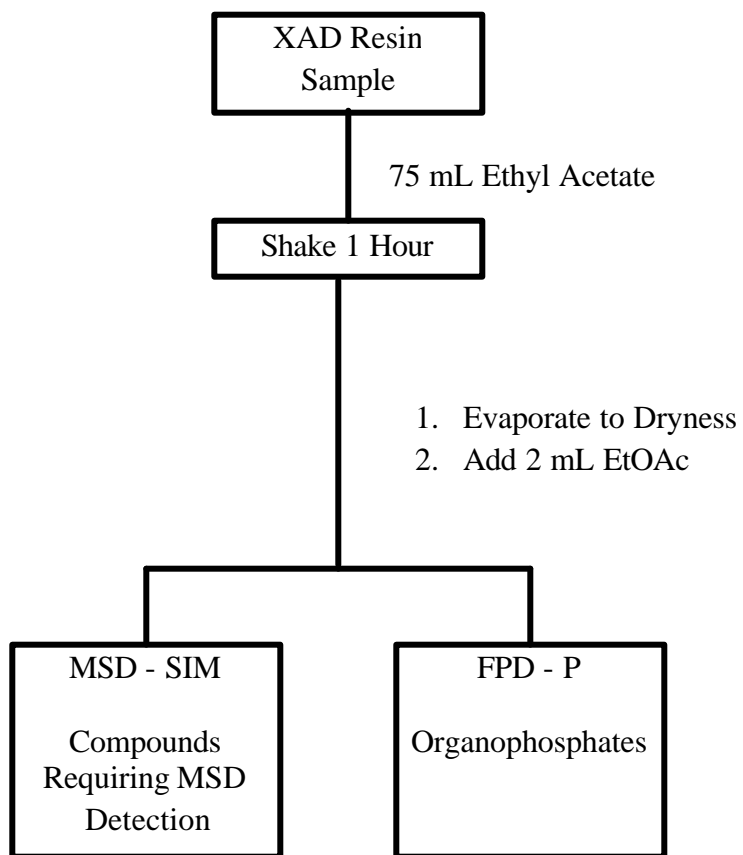 XAD Resin
Sample
75 mL Ethyl Acetate
Shake 1 Hour
1. Evaporate to Dryness
2. Add 2 mL EtOAc
MSD - SIM
Compounds
Requiring MSD
Detection
FPD - P
Organophosphates